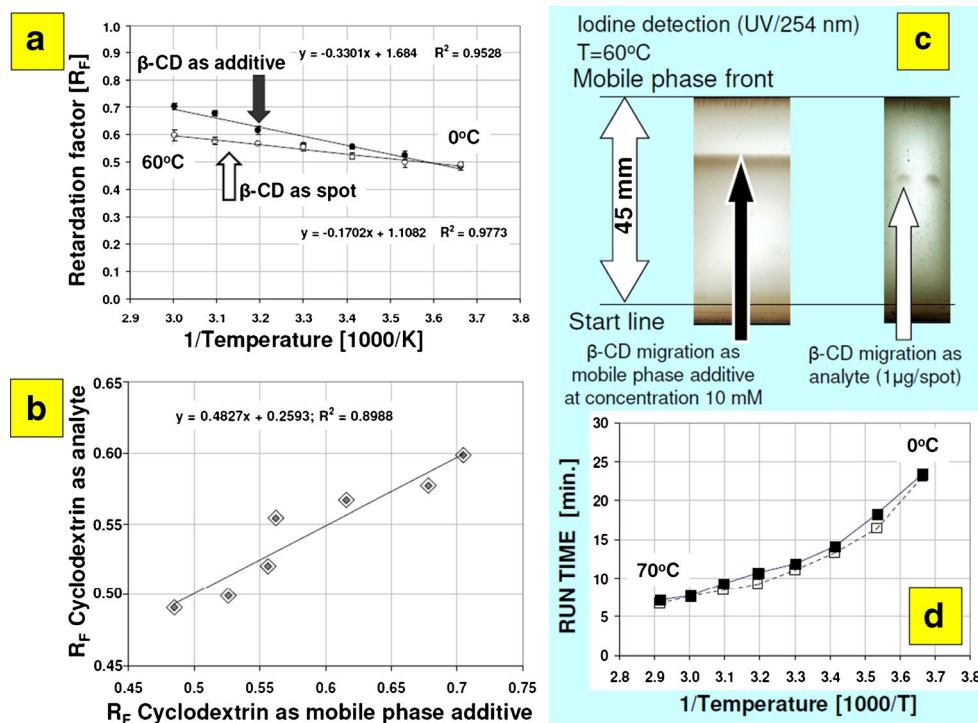 a
y = -0.3301x + 1.684 R² = 0.9528
β-CD as additive
0°C
60°C
β-CD as spot
y = -0.1702x + 1.1082 R² = 0.9773
Retardation factor [R_F]
1.0
0.9
0.8
0.7
0.6
0.5
0.4
0.3
0.2
0.1
0.0
2.9 3.0 3.1 3.2 3.3 3.4 3.5 3.6 3.7 3.8
1/Temperature [1000/K]
b
y = 0.4827x + 0.2593; R² = 0.8988
R_F Cyclodextrin as analyte
0.65
0.60
0.55
0.50
0.45
0.45 0.5 0.55 0.6 0.65 0.7 0.75
R_F Cyclodextrin as mobile phase additive
c
Iodine detection (UV/254 nm)
T=60°C
Mobile phase front
45 mm
Start line
β-CD migration as
mobile phase additive
at concentration 10 mM
β-CD migration as
analyte (1µg/spot)
d
0°C
70°C
RUN TIME [min.]
30
25
20
15
10
5
0
2.9 3.0 3.1 3.2 3.3 3.4 3.5 3.6 3.7 3.8
1/Temperature [1000/T]